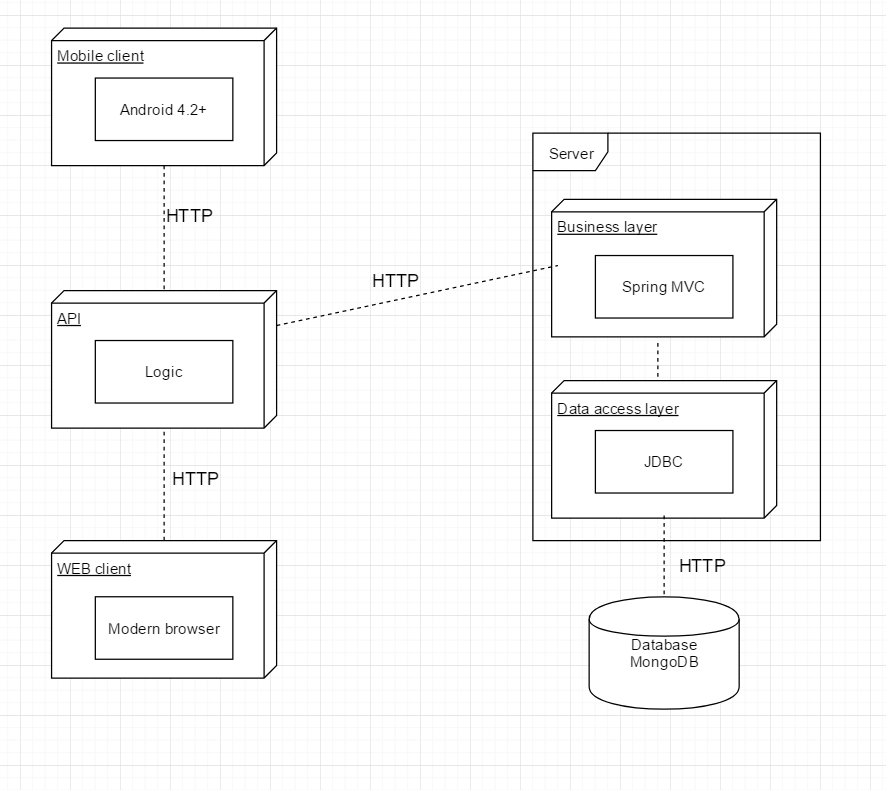 Mobile client
Android 4.2+
HTTP
API
Logic
HTTP
WEB client
Modern browser
HTTP
Server
Business layer
Spring MVC
Data access layer
JDBC
HTTP
Database
MongoDB